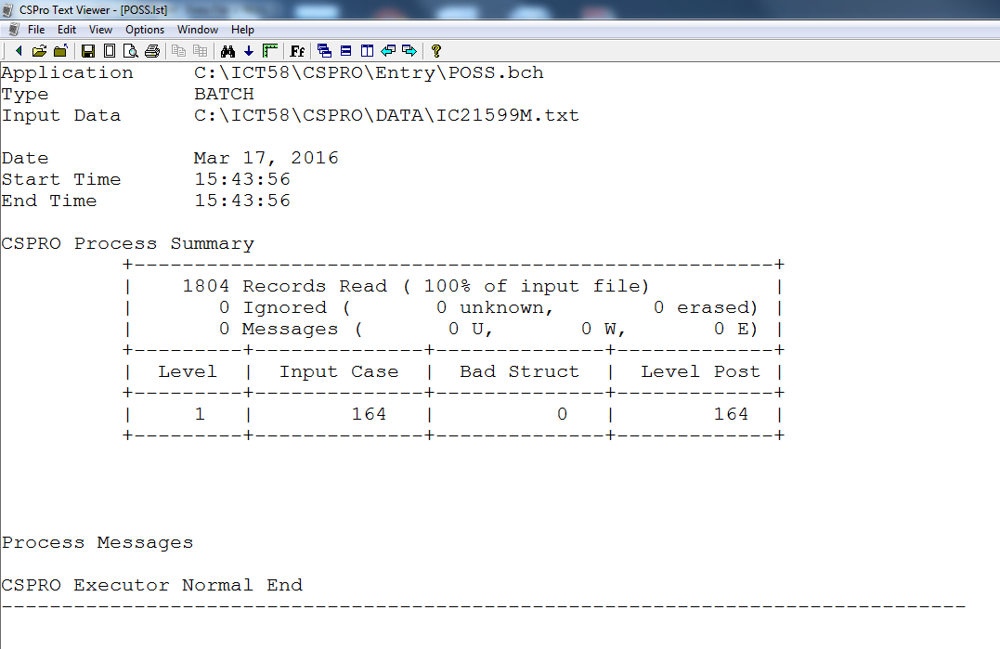 CSPro Text Viewer - [POSS.lst]
File Edit View Options Window Help
Ff ?
Application C:\ICT58\CSPRO\Entry\POSS.bch
Type BATCH
Input Data C:\ICT58\CSPRO\DATA\IC21599M.txt
Date Mar 17, 2016
Start Time 15:43:56
End Time 15:43:56
CSPRO Process Summary
+-----------------------------------------------------+
| 1804 Records Read ( 100% of input file) |
| 0 Ignored ( 0 unknown, 0 erased) |
| 0 Messages ( 0 U, 0 W, 0 E) |
+---------+--------------+--------------+-------------+
| Level | Input Case | Bad Struct | Level Post |
+---------+--------------+--------------+-------------+
| 1 | 164 | 0 | 164 |
+---------+--------------+--------------+-------------+
Process Messages
CSPRO Executor Normal End
--------------------------------------------------------------------------------